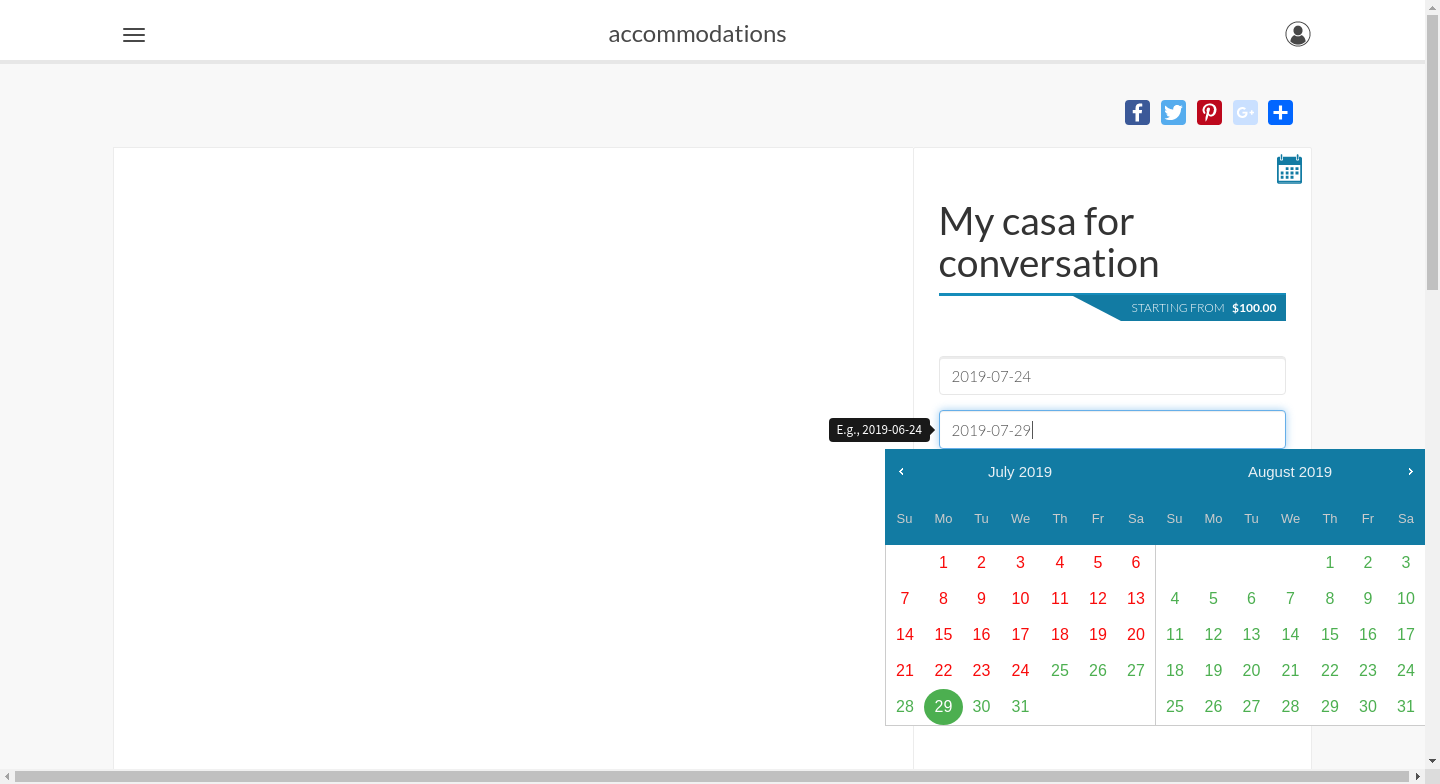 accommodations
My casa for
conversation
STARTING FROM $100.00
2019-07-24
E.g., 2019-06-24
2019-07-29
July 2019
August 2019
Su Mo Tu We Th Fr Sa Su Mo Tu We Th Fr Sa
1 2 3 4 5 6 1 2 3
7 8 9 10 11 12 13 4 5 6 7 8 9 10
14 15 16 17 18 19 20 11 12 13 14 15 16 17
21 22 23 24 25 26 27 18 19 20 21 22 23 24
28 29 30 31 25 26 27 28 29 30 31